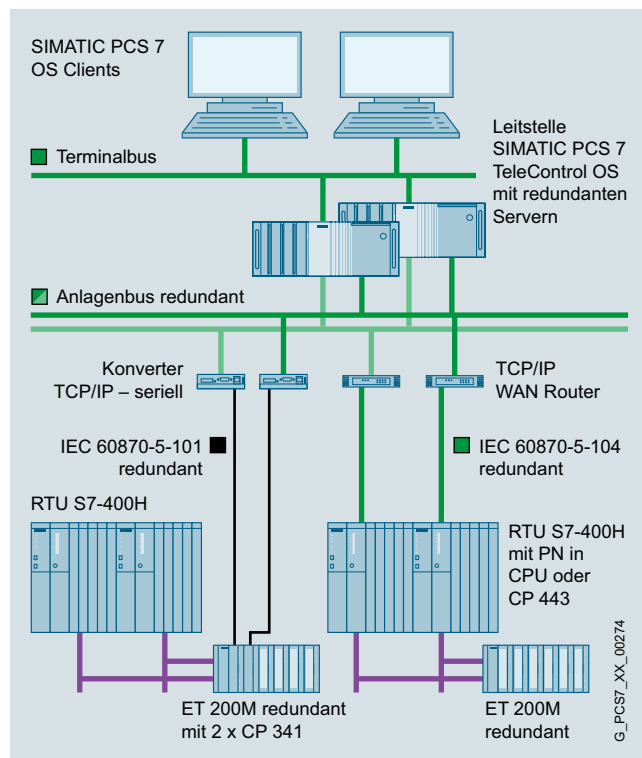 SIMATIC PCS 7
OS Clients
Terminalbus
Leitstelle
SIMATIC PCS 7
TeleControl OS
mit redundanten
Servern
Anlagenbus redundant
Konverter
TCP/IP – seriell
TCP/IP
WAN Router
IEC 60870-5-101
redundant
IEC 60870-5-104
redundant
RTU S7-400H
RTU S7-400H
mit PN in
CPU oder
CP 443
ET 200M redundant
mit 2 x CP 341
ET 200M
redundant
G_PCS7_XX_00274